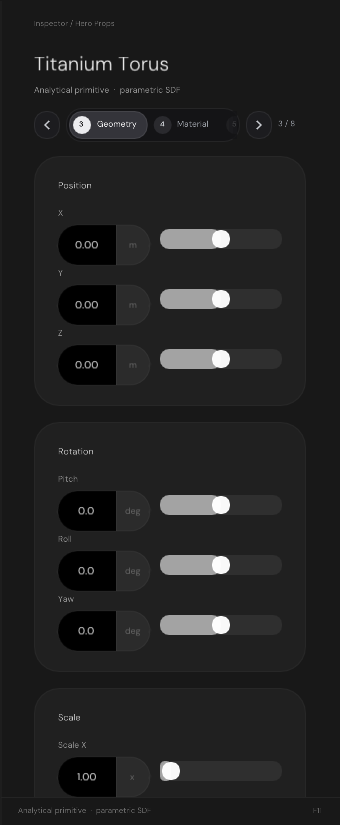 Inspector / Hero Props
Titanium Torus
Analytical primitive · parametric SDF
3 Geometry 4 Material
3 / 8
Position
X
0.00 m
Y
0.00 m
Z
0.00 m
Rotation
Pitch
0.0 deg
Roll
0.0 deg
Yaw
0.0 deg
Scale
Scale X
1.00 x
Analytical primitive · parametric SDF